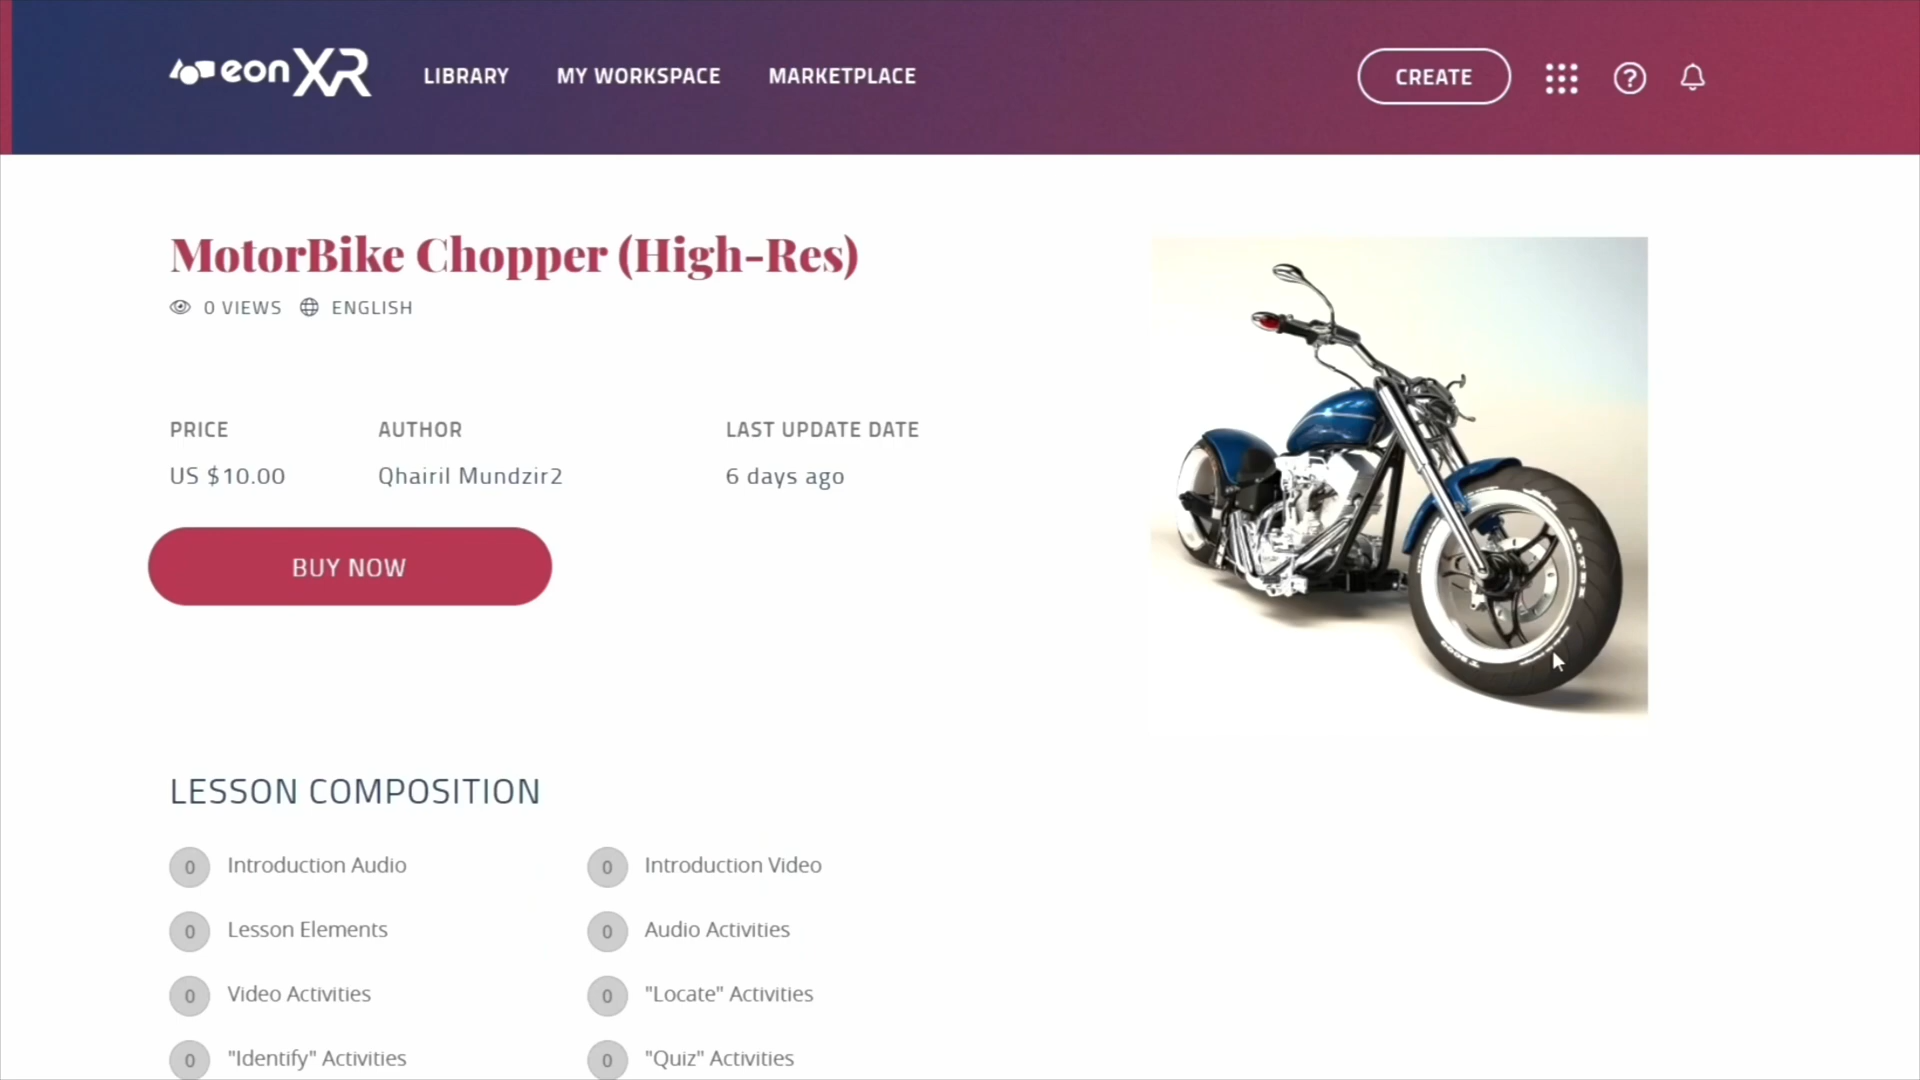 eon XR LIBRARY MY WORKSPACE MARKETPLACE CREATE ?
MotorBike Chopper (High-Res)
0 VIEWS ENGLISH
PRICE AUTHOR LAST UPDATE DATE
US $10.00 Qhairil Mundzir2 6 days ago
BUY NOW
LESSON COMPOSITION
0 Introduction Audio 0 Introduction Video
0 Lesson Elements 0 Audio Activities
0 Video Activities 0 "Locate" Activities
0 "Identify" Activities 0 "Quiz" Activities